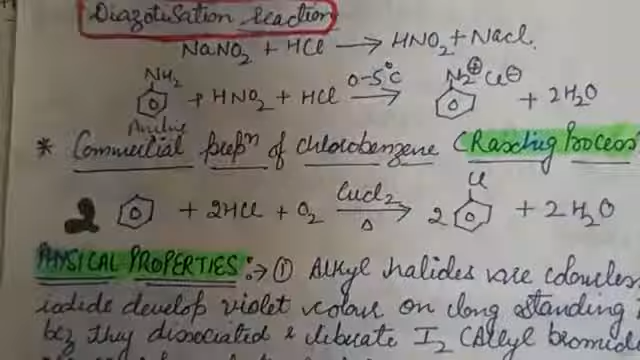 Diazotisation reaction
NaNO₂ + HCl → HNO₂ + NaCl.
NH₂ + HNO₂ + HCl 0-5°C → N₂⊕ Cl⊖ + 2H₂O
Aniline
* Commercial prepⁿ of chlorobenzene (Rasching Process
2 + 2HCl + O₂ CuCl₂ Δ → 2 Cl + 2H₂O
PHYSICAL PROPERTIES :→ ① Alkyl halides are colourless
iodide develop violet colour on long standing
bcz they dissociated & liberate I₂ (Alkyl bromid